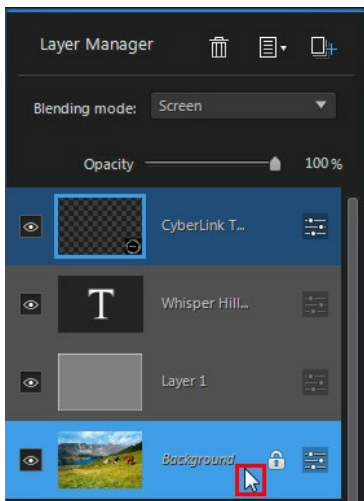 Layer Manager
Blending mode: Screen
Opacity 100 %
CyberLink T...
T Whisper Hill...
Layer 1
Background